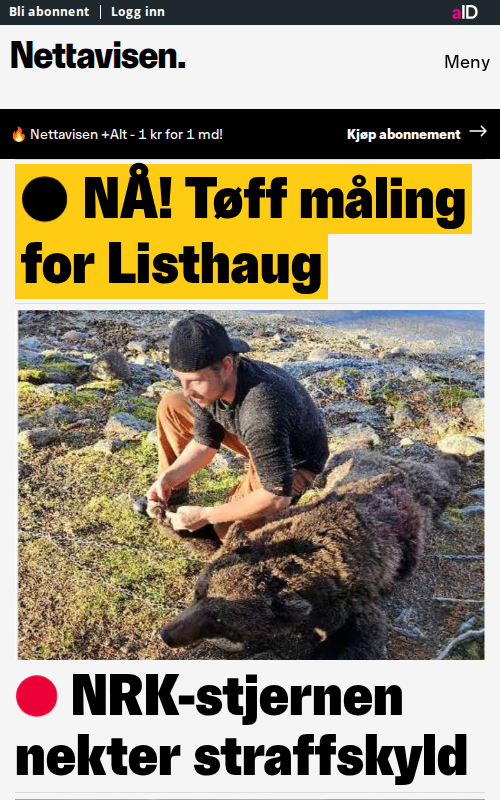 Bli abonnent | Logg inn
aID
Nettavisen.
Meny
🔥 Nettavisen +Alt - 1 kr for 1 md!
Kjøp abonnement →
NÅ! Tøff måling
for Listhaug
NRK-stjernen
nekter straffskyld